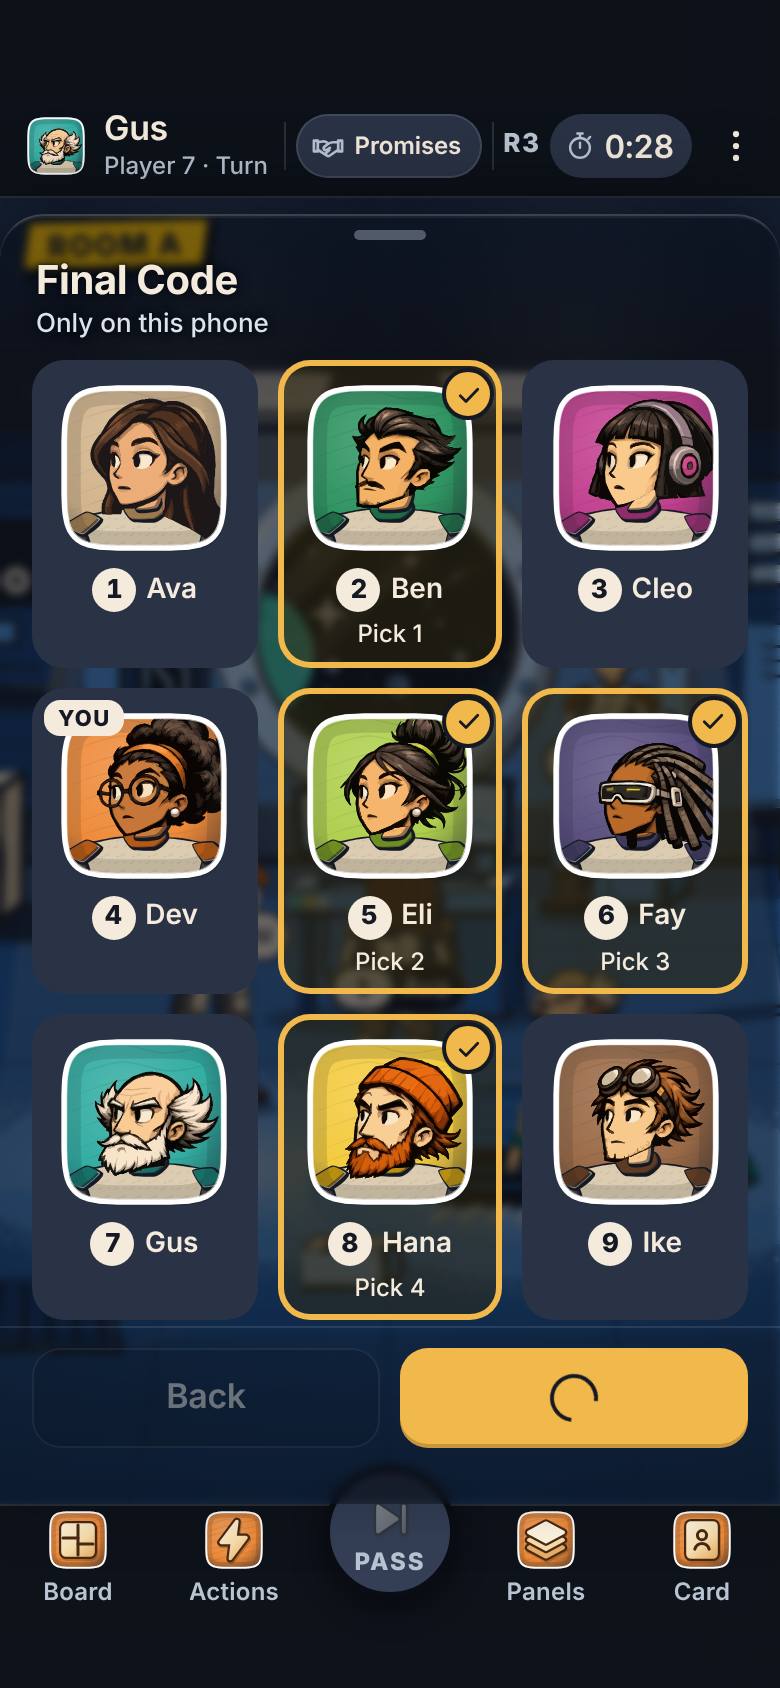 Gus
Player 7 · Turn
Promises
R3
0:28
ROOM A
Final Code
Only on this phone
1 Ava
2 Ben
Pick 1
3 Cleo
YOU
4 Dev
5 Eli
Pick 2
6 Fay
Pick 3
7 Gus
8 Hana
Pick 4
9 Ike
Back
PASS
Board
Actions
Panels
Card